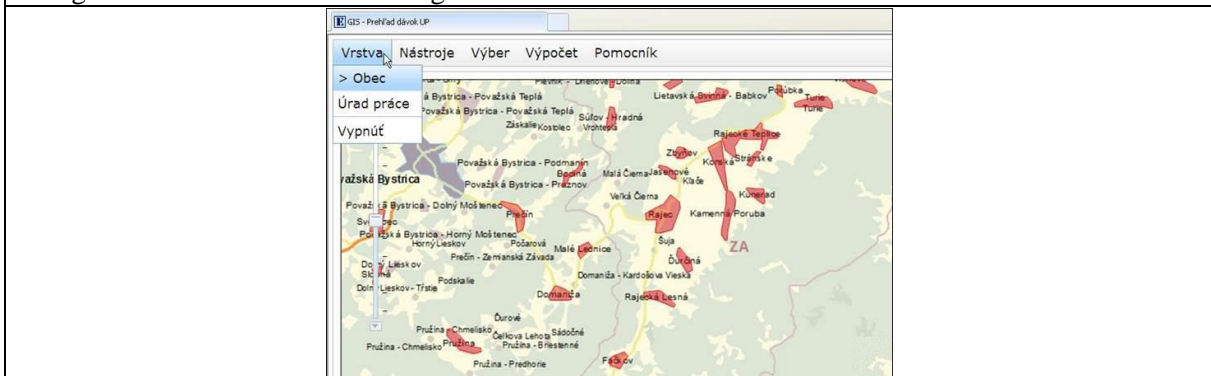 GIS - Prehľad dávok UP
Vrstva Nástroje Výber Výpočet Pomocník
> Obec
Úrad práce
Vypnúť
Lietavská Svinná - Babkov
Porúbka
Turie
Turie
Považská Teplá
Považská Bystrica - Považská Teplá
Súľov - Hradná
Záskalie
Kostolec
Vrchteplá
Rajecké Teplice
Zbyňov
Konská
Stránske
Považská Bystrica - Podmanín
Bodiná
Malá Čierna
Jasenové
Kľače
Považská Bystrica
Považská Bystrica - Praznov
Veľká Čierna
Kunerad
Považská Bystrica - Dolný Moštenec
Prečín
Rajec
Kamenná Poruba
Považská Bystrica - Horný Moštenec
Horný Lieskov
Počarová
Malé Lednice
Šuja
ZA
Dolný Lieskov
Prečín - Zemianská Závada
Ďurčiná
Domaniža - Kardošova Vieska
Dolný Lieskov - Tŕstie
Podskalie
Domaniža
Rajecká Lesná
Ďurové
Pružina - Chmelisko
Čelkova Lehota
Sádočné
Pružina - Chmelisko
Pružina
Pružina - Briestenné
Pružina - Predhorie
Fačkov